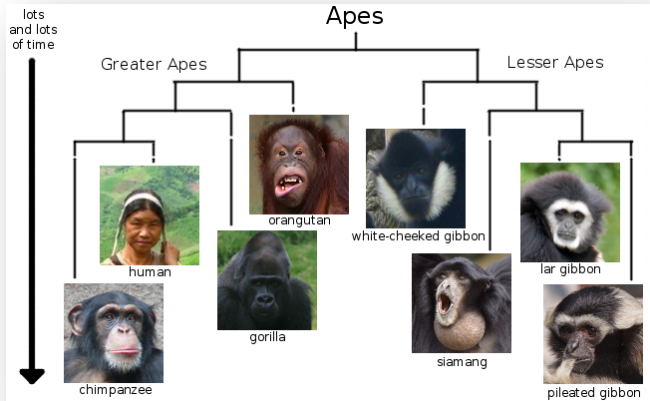 Apes
lots
and lots
of time
Greater Apes
Lesser Apes
orangutan
white-cheeked gibbon
human
lar gibbon
gorilla
siamang
chimpanzee
pileated gibbon